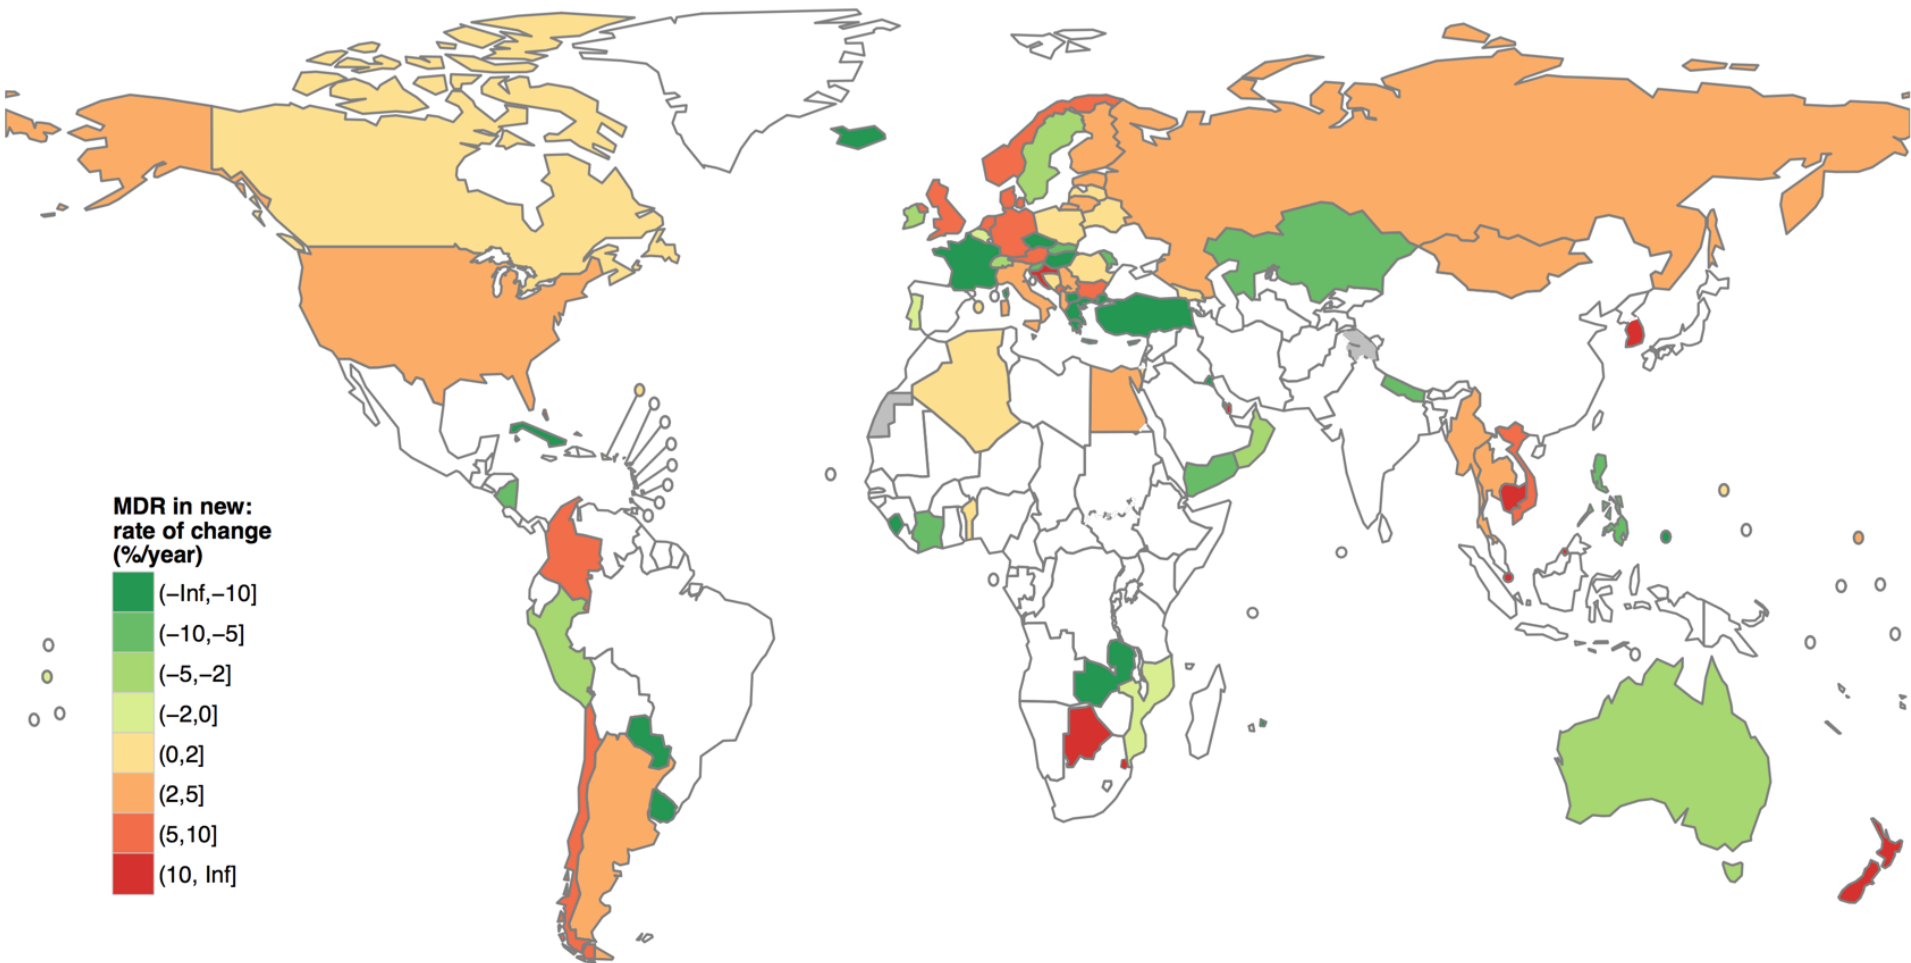 MDR in new:
rate of change
(%/year)
(−Inf,−10]
(−10,−5]
(−5,−2]
(−2,0]
(0,2]
(2,5]
(5,10]
(10, Inf]